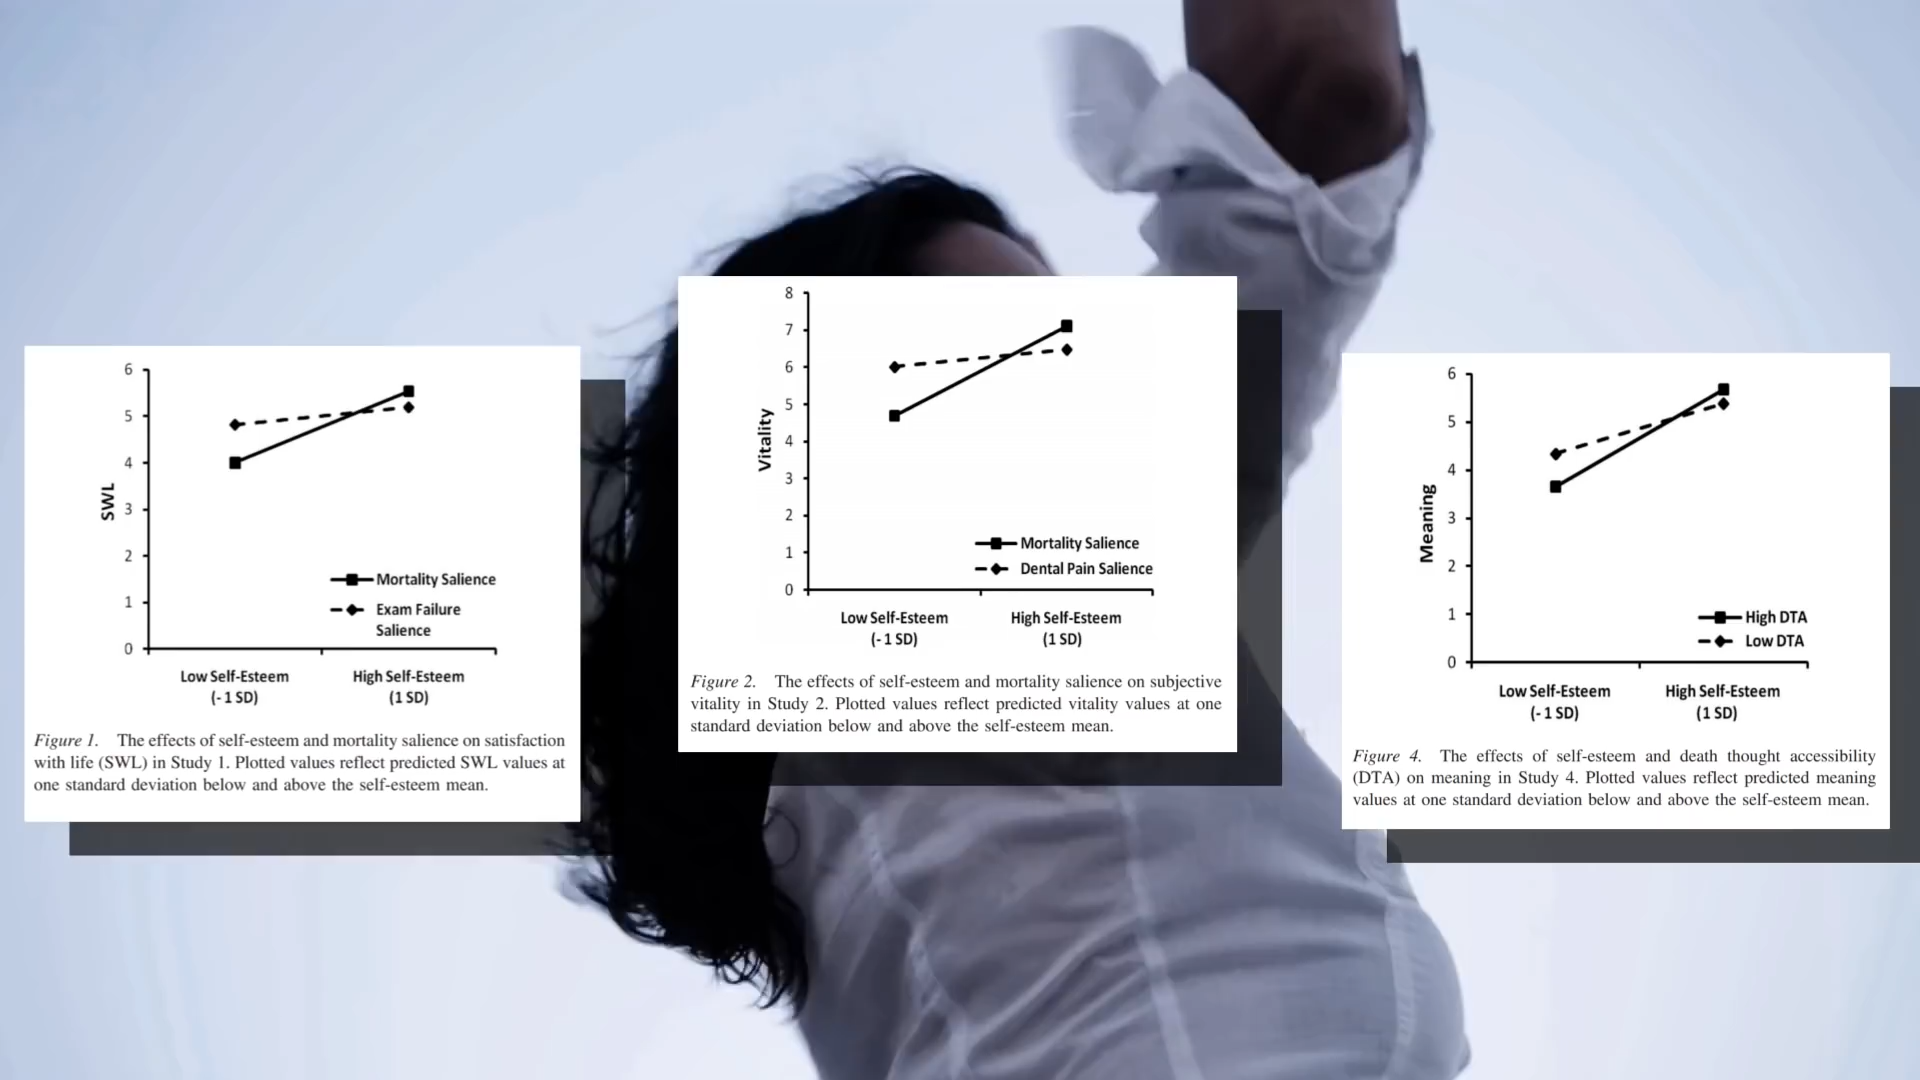 6
5
4
3
2
1
0
SWL
Mortality Salience
Exam Failure
Salience
Low Self-Esteem
(- 1 SD)
High Self-Esteem
(1 SD)
Figure 1. The effects of self-esteem and mortality salience on satisfaction
with life (SWL) in Study 1. Plotted values reflect predicted SWL values at
one standard deviation below and above the self-esteem mean.
8
7
6
5
4
3
2
1
0
Vitality
Mortality Salience
Dental Pain Salience
Low Self-Esteem
(- 1 SD)
High Self-Esteem
(1 SD)
Figure 2. The effects of self-esteem and mortality salience on subjective
vitality in Study 2. Plotted values reflect predicted vitality values at one
standard deviation below and above the self-esteem mean.
6
5
4
3
2
1
0
Meaning
High DTA
Low DTA
Low Self-Esteem
(- 1 SD)
High Self-Esteem
(1 SD)
Figure 4. The effects of self-esteem and death thought accessibility
(DTA) on meaning in Study 4. Plotted values reflect predicted meaning
values at one standard deviation below and above the self-esteem mean.